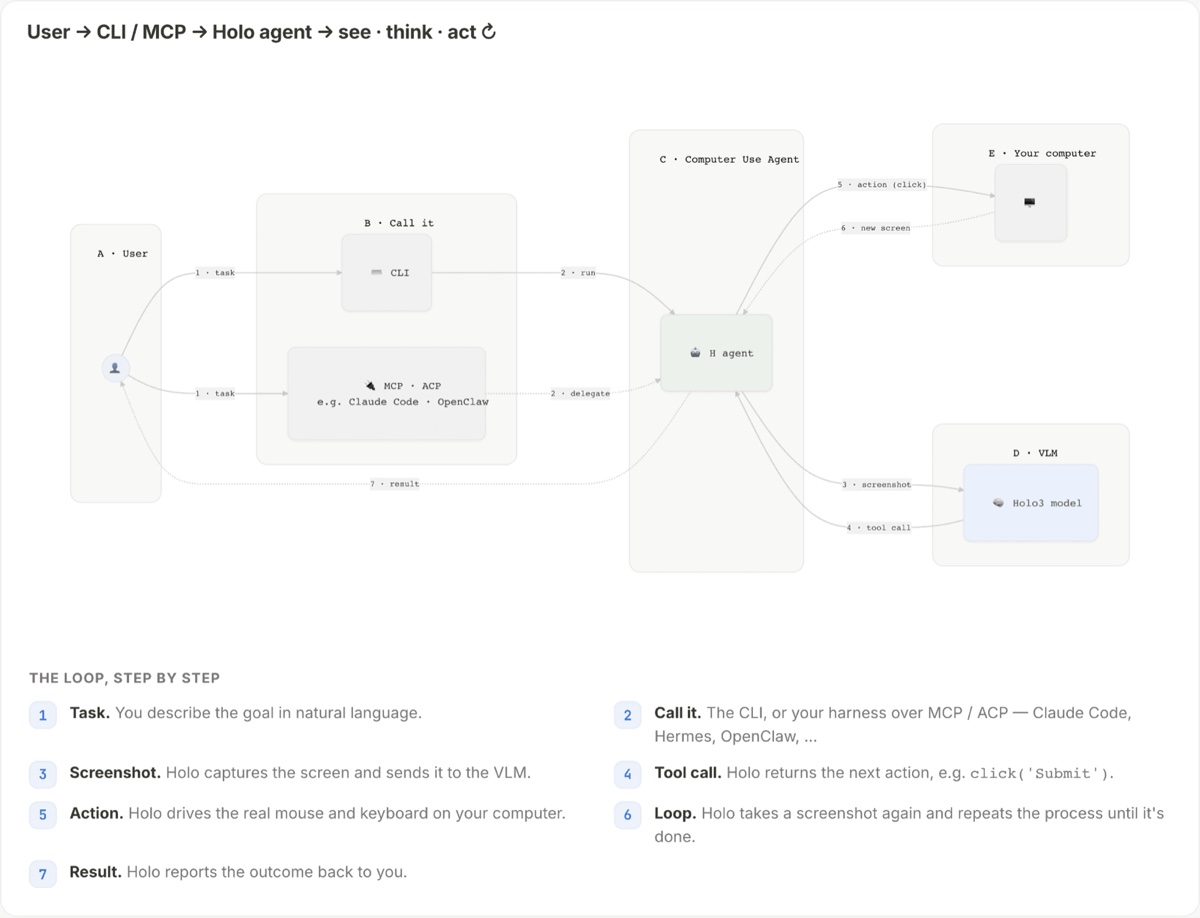 User → CLI / MCP → Holo agent → see · think · act ↻
C · Computer Use Agent
E · Your computer
5 · action (click)
6 · new screen
B · Call it
A · User
1 · task
CLI
2 · run
H agent
1 · task
MCP · ACP
e.g. Claude Code · OpenClaw
2 · delegate
7 · result
D · VLM
3 · screenshot
Holo3 model
4 · tool call
THE LOOP, STEP BY STEP
1 Task. You describe the goal in natural language.
2 Call it. The CLI, or your harness over MCP / ACP — Claude Code,
Hermes, OpenClaw, ...
3 Screenshot. Holo captures the screen and sends it to the VLM.
4 Tool call. Holo returns the next action, e.g. click('Submit').
5 Action. Holo drives the real mouse and keyboard on your computer.
6 Loop. Holo takes a screenshot again and repeats the process until it's
done.
7 Result. Holo reports the outcome back to you.